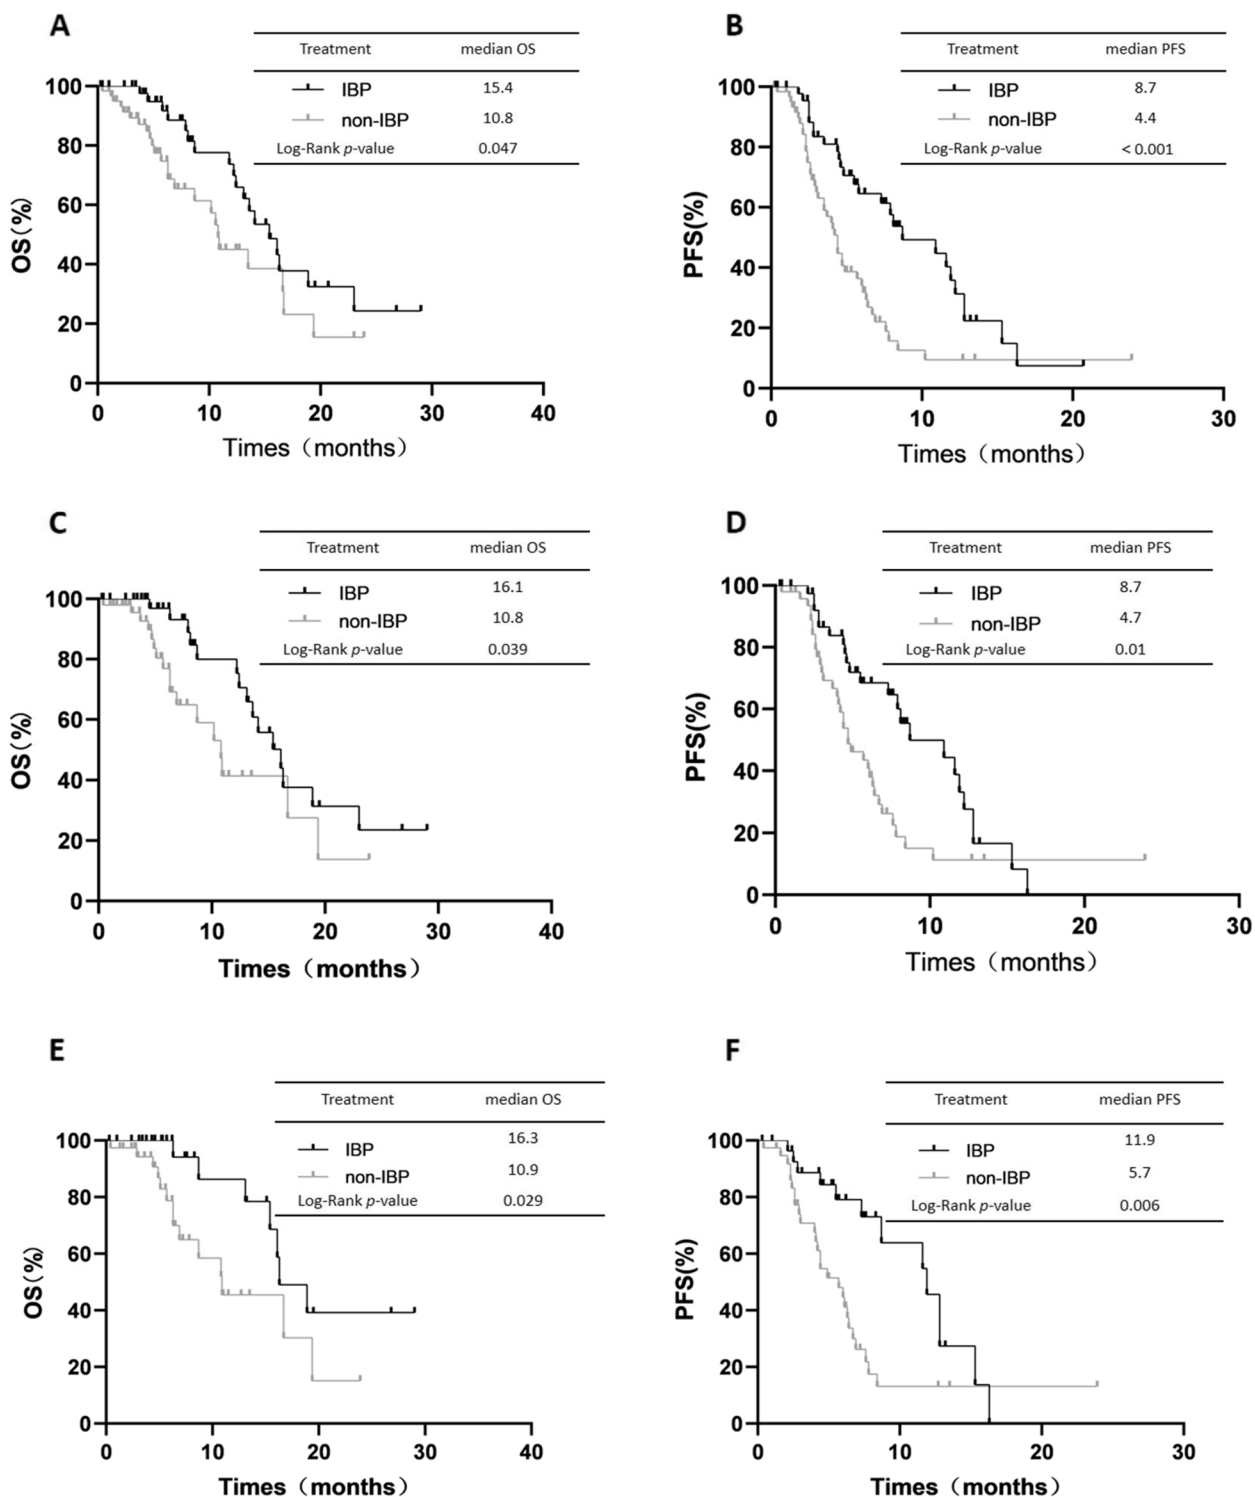 A
Treatment median OS
IBP 15.4
non-IBP 10.8
Log-Rank p-value 0.047
OS(%)
100
80
60
40
20
0
0 10 20 30 40
Times（months）
B
Treatment median PFS
IBP 8.7
non-IBP 4.4
Log-Rank p-value < 0.001
PFS(%)
100
80
60
40
20
0
0 10 20 30
Times（months）
C
Treatment median OS
IBP 16.1
non-IBP 10.8
Log-Rank p-value 0.039
OS(%)
100
80
60
40
20
0
0 10 20 30 40
Times（months）
D
Treatment median PFS
IBP 8.7
non-IBP 4.7
Log-Rank p-value 0.01
PFS(%)
100
80
60
40
20
0
0 10 20 30
Times（months）
E
Treatment median OS
IBP 16.3
non-IBP 10.9
Log-Rank p-value 0.029
OS(%)
100
80
60
40
20
0
0 10 20 30 40
Times（months）
F
Treatment median PFS
IBP 11.9
non-IBP 5.7
Log-Rank p-value 0.006
PFS(%)
100
80
60
40
20
0
0 10 20 30
Times（months）